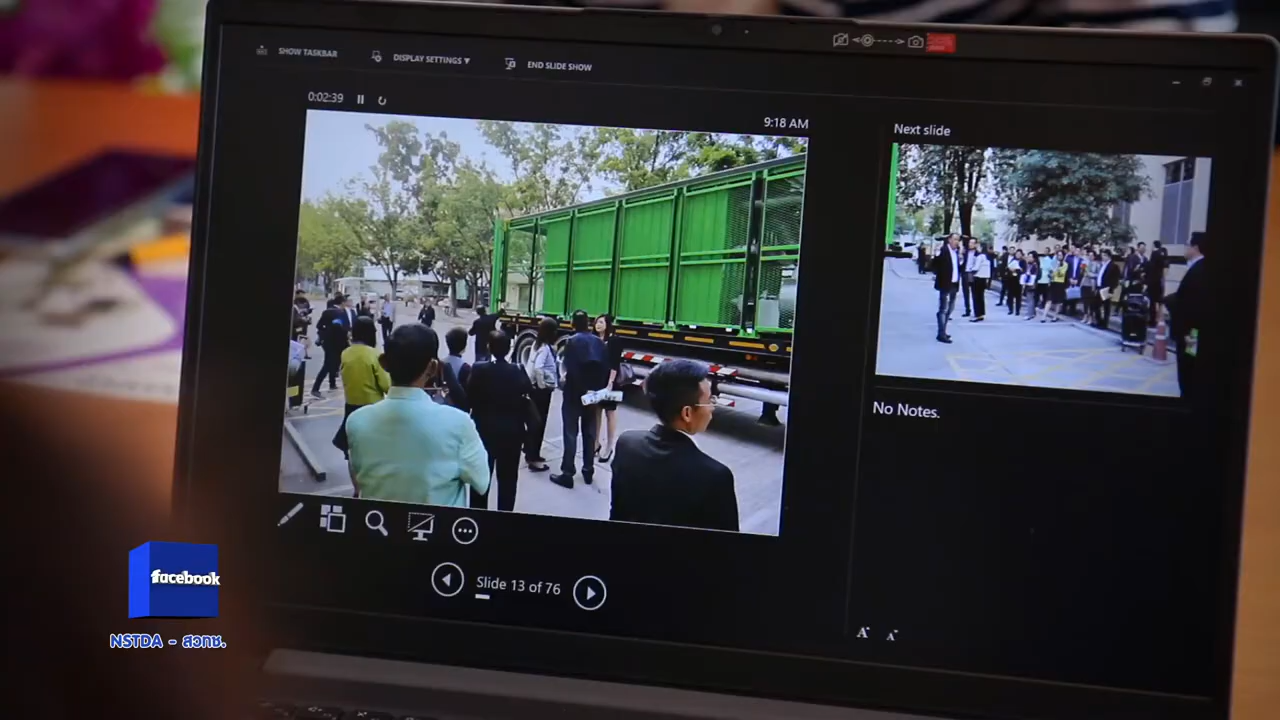 SHOW TASKBAR
DISPLAY SETTINGS ▼
END SLIDE SHOW
0:02:39
9:18 AM
Next slide
No Notes.
Slide 13 of 76
A A
facebook
NSTDA - สวทช.